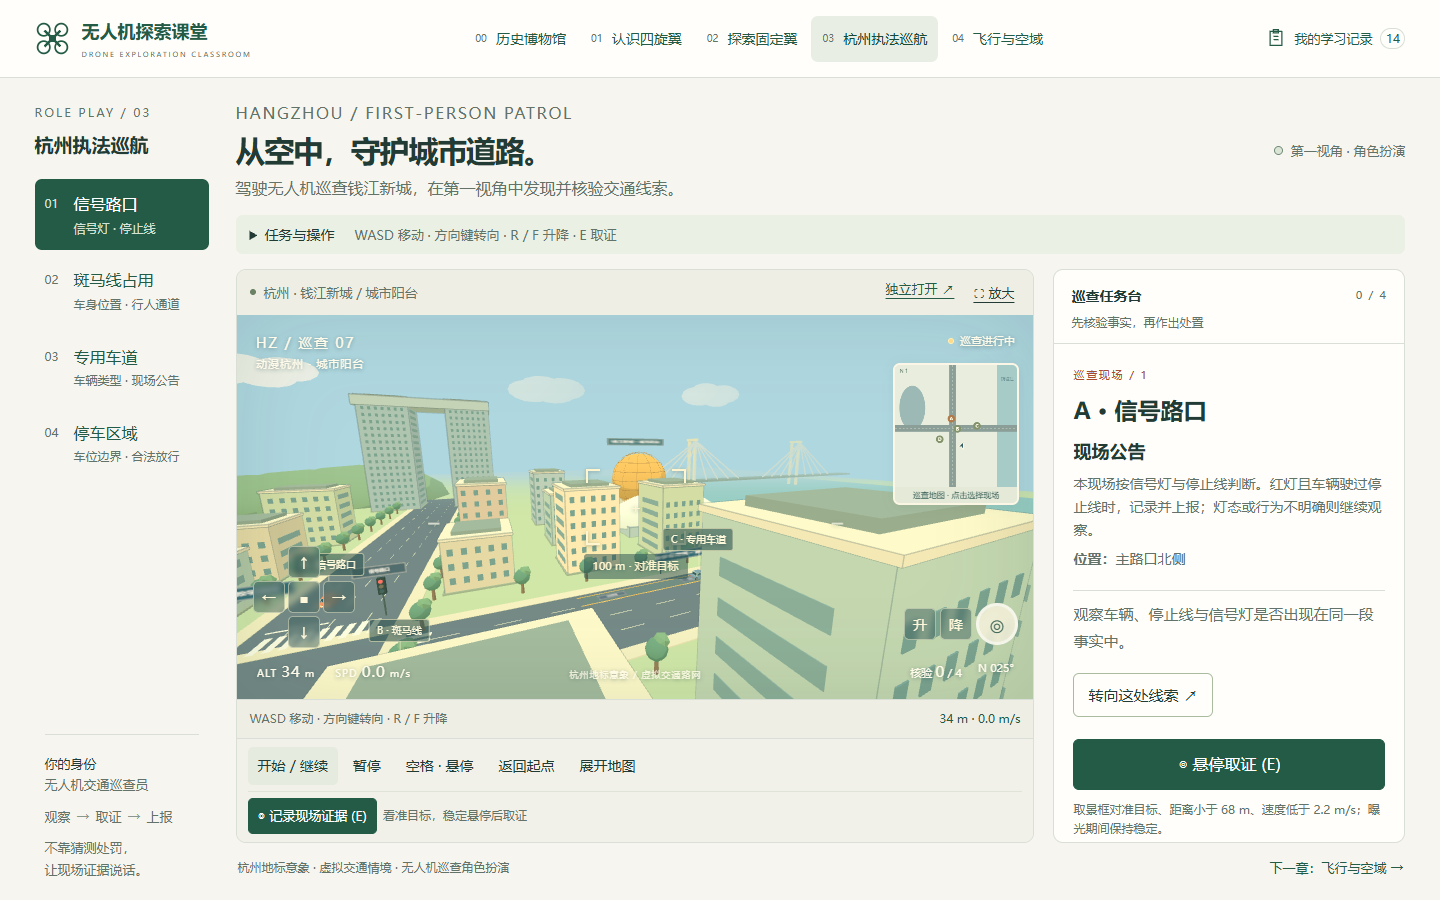 无人机探索课堂
DRONE EXPLORATION CLASSROOM
00 历史博物馆
01 认识四旋翼
02 探索固定翼
03 杭州执法巡航
04 飞行与空域
我的学习记录 14
ROLE PLAY / 03
杭州执法巡航
01 信号路口
信号灯 · 停止线
02 斑马线占用
车身位置 · 行人通道
03 专用车道
车辆类型 · 现场公告
04 停车区域
车位边界 · 合法放行
你的身份
无人机交通巡查员
观察 → 取证 → 上报
不靠猜测处罚，
让现场证据说话。
HANGZHOU / FIRST-PERSON PATROL
从空中，守护城市道路。
驾驶无人机巡查钱江新城，在第一视角中发现并核验交通线索。
第一视角 · 角色扮演
▶ 任务与操作 WASD 移动 · 方向键转向 · R / F 升降 · E 取证
杭州 · 钱江新城 / 城市阳台
独立打开 ↗
放大
HZ / 巡查 07
动漫杭州 · 城市阳台
巡查进行中
N ↑
A
B
C
D
巡查地图 · 点击选择现场
C · 专用车道
100 m · 对准目标
信号路口
B · 斑马线
↑
← ■ →
↓
升 降 ◎
ALT 34 m SPD 0.0 m/s
杭州地标意象 / 虚拟交通路网
核验 0 / 4 N 025°
WASD 移动 · 方向键转向 · R / F 升降
34 m · 0.0 m/s
开始 / 继续 暂停 空格 · 悬停 返回起点 展开地图
记录现场证据 (E) 看准目标，稳定悬停后取证
杭州地标意象 · 虚拟交通情境 · 无人机巡查角色扮演
巡查任务台 0 / 4
先核验事实，再作出处置
巡查现场 / 1
A · 信号路口
现场公告
本现场按信号灯与停止线判断。红灯且车辆驶过停
止线时，记录并上报；灯态或行为不明确则继续观
察。
位置：主路口北侧
观察车辆、停止线与信号灯是否出现在同一段
事实中。
转向这处线索 ↗
悬停取证 (E)
取景框对准目标、距离小于 68 m、速度低于 2.2 m/s；曝
光期间保持稳定。
下一章：飞行与空域 →